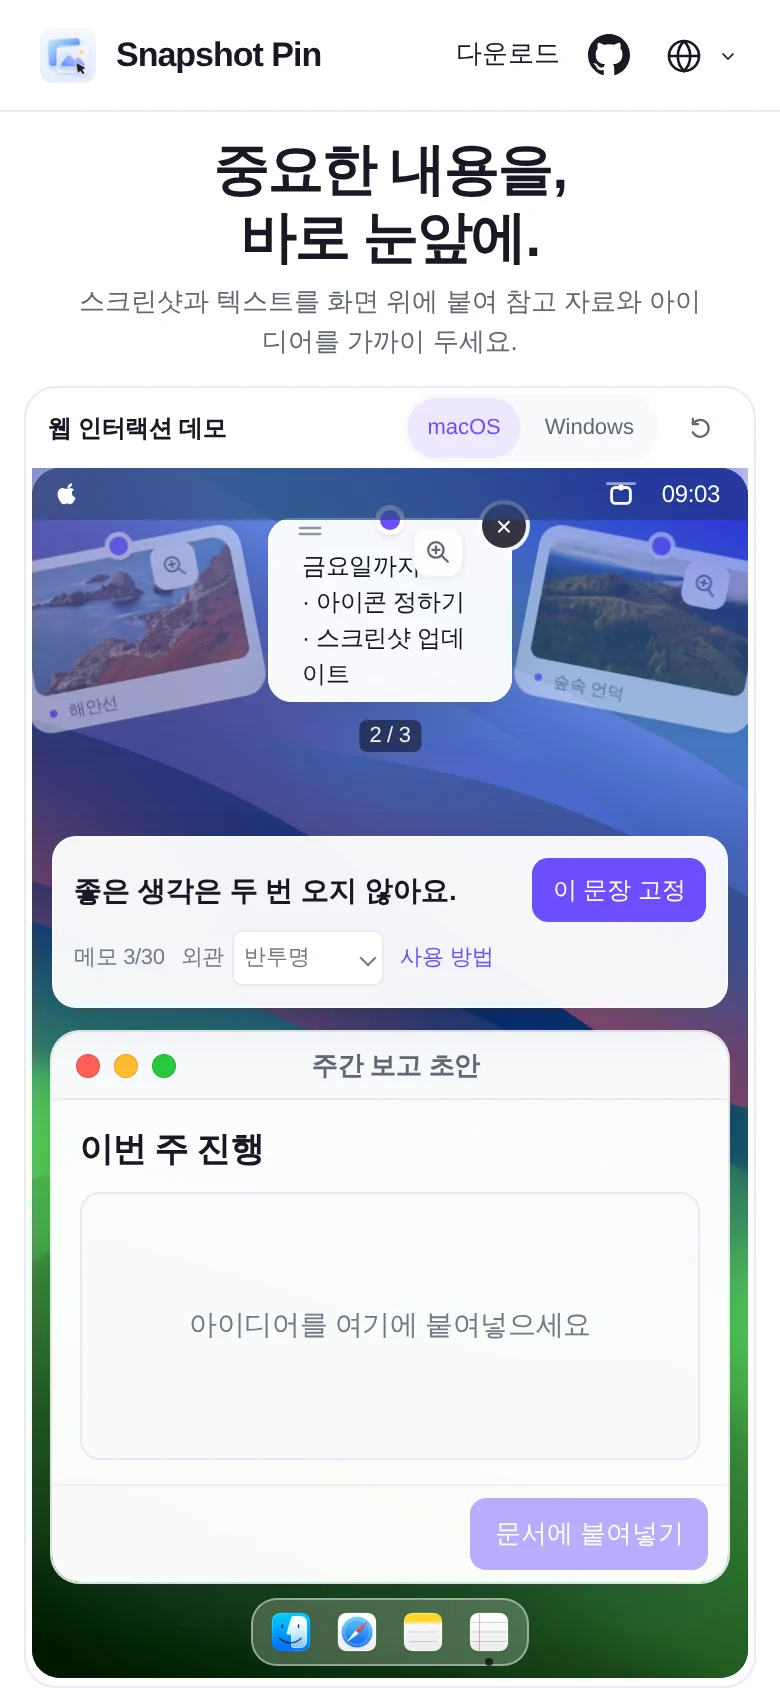 Snapshot Pin
다운로드
중요한 내용을,
바로 눈앞에.
스크린샷과 텍스트를 화면 위에 붙여 참고 자료와 아이
디어를 가까이 두세요.
웹 인터랙션 데모
macOS
Windows
09:03
금요일까지
· 아이콘 정하기
· 스크린샷 업데
이트
해안선
숲속 언덕
2 / 3
좋은 생각은 두 번 오지 않아요.
이 문장 고정
메모 3/30
외관
반투명
사용 방법
주간 보고 초안
이번 주 진행
아이디어를 여기에 붙여넣으세요
문서에 붙여넣기